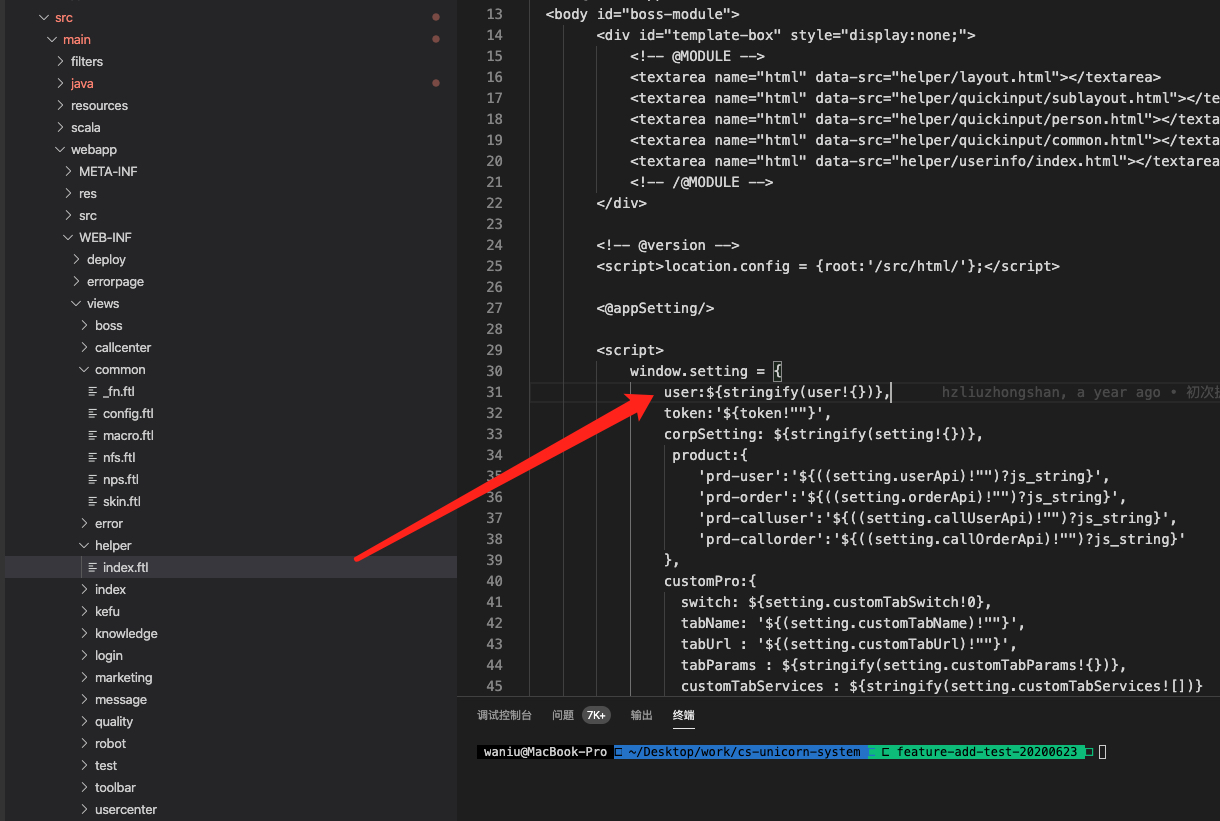 src
main
filters
java
resources
scala
webapp
META-INF
res
src
WEB-INF
deploy
errorpage
views
boss
callcenter
common
_fn.ftl
config.ftl
macro.ftl
nfs.ftl
nps.ftl
skin.ftl
error
helper
index.ftl
index
kefu
knowledge
login
marketing
message
quality
robot
test
toolbar
usercenter
13 <body id="boss-module">
14 <div id="template-box" style="display:none;">
15 <!-- @MODULE -->
16 <textarea name="html" data-src="helper/layout.html"></textarea>
17 <textarea name="html" data-src="helper/quickinput/sublayout.html"></te
18 <textarea name="html" data-src="helper/quickinput/person.html"></texta
19 <textarea name="html" data-src="helper/quickinput/common.html"></texta
20 <textarea name="html" data-src="helper/userinfo/index.html"></textarea
21 <!-- /@MODULE -->
22 </div>
23
24 <!-- @version -->
25 <script>location.config = {root:'/src/html/'};</script>
26
27 <@appSetting/>
28
29 <script>
30 window.setting = {
31 user:${stringify(user!{})}, hzliuzhongshan, a year ago • 初次
32 token:'${token!""}',
33 corpSetting: ${stringify(setting!{})},
34 product:{
35 'prd-user':'${((setting.userApi)!"")?js_string}',
36 'prd-order':'${((setting.orderApi)!"")?js_string}',
37 'prd-calluser':'${((setting.callUserApi)!"")?js_string}',
38 'prd-callorder':'${((setting.callOrderApi)!"")?js_string}'
39 },
40 customPro:{
41 switch: ${setting.customTabSwitch!0},
42 tabName: '${(setting.customTabName)!""}',
43 tabUrl : '${(setting.customTabUrl)!""}',
44 tabParams : ${stringify(setting.customTabParams!{})},
45 customTabServices : ${stringify(setting.customTabServices![])}
调试控制台 问题 7K+ 输出 终端
waniu@MacBook-Pro ~/Desktop/work/cs-unicorn-system feature-add-test-20200623